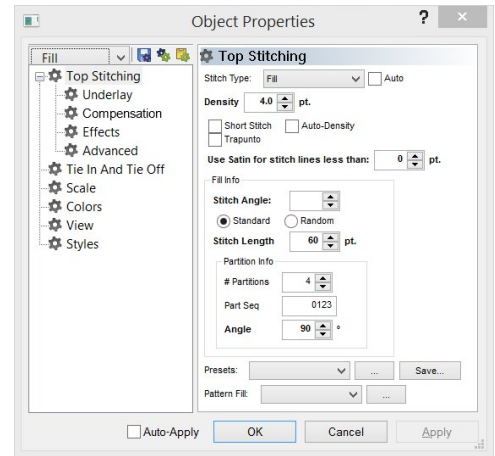 Object Properties
?
Fill
Top Stitching
Underlay
Compensation
Effects
Advanced
Tie In And Tie Off
Scale
Colors
View
Styles
Top Stitching
Stitch Type: Fill Auto
Density 4.0 pt.
Short Stitch Auto-Density
Trapunto
Use Satin for stitch lines less than: 0 pt.
Fill Info
Stitch Angle:
Standard Random
Stitch Length 60 pt.
Partition Info
# Partitions 4
Part Seq 0123
Angle 90 °
Presets: ... Save...
Pattern Fill: ...
Auto-Apply OK Cancel Apply